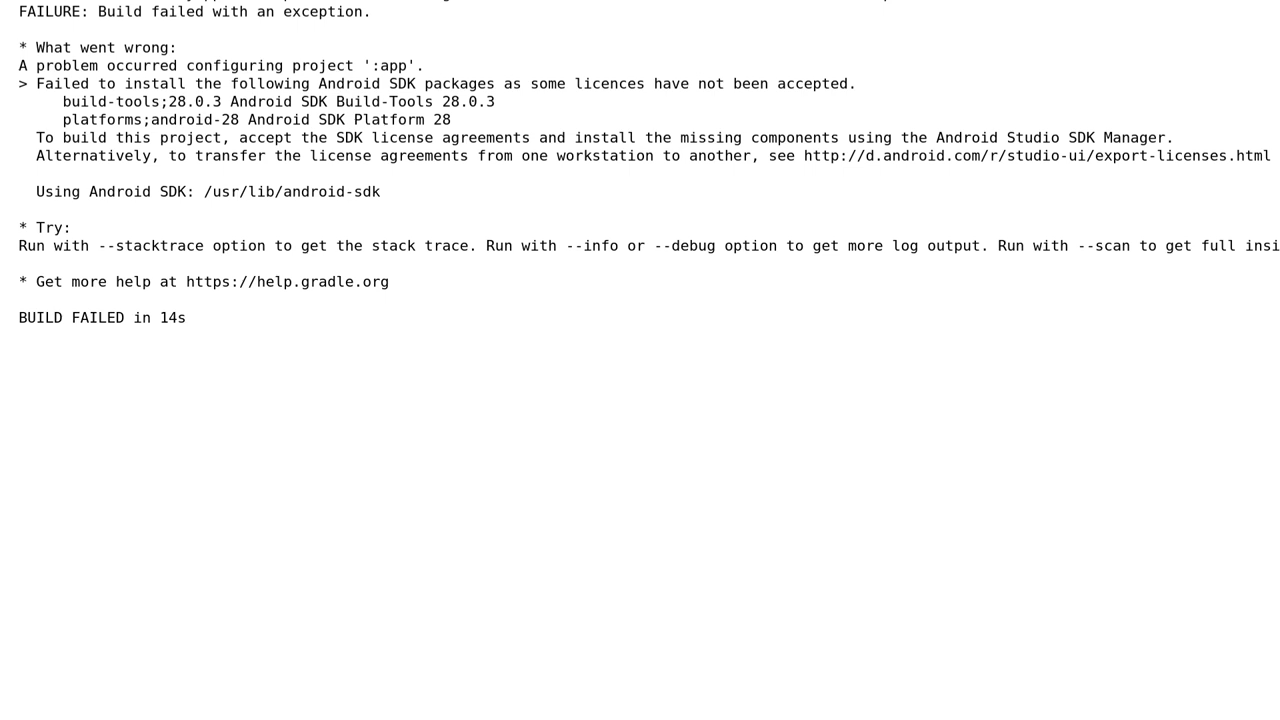 FAILURE: Build failed with an exception.
* What went wrong:
A problem occurred configuring project ':app'.
> Failed to install the following Android SDK packages as some licences have not been accepted.
build-tools;28.0.3 Android SDK Build-Tools 28.0.3
platforms;android-28 Android SDK Platform 28
To build this project, accept the SDK license agreements and install the missing components using the Android Studio SDK Manager.
Alternatively, to transfer the license agreements from one workstation to another, see http://d.android.com/r/studio-ui/export-licenses.html
Using Android SDK: /usr/lib/android-sdk
* Try:
Run with --stacktrace option to get the stack trace. Run with --info or --debug option to get more log output. Run with --scan to get full insi
* Get more help at https://help.gradle.org
BUILD FAILED in 14s